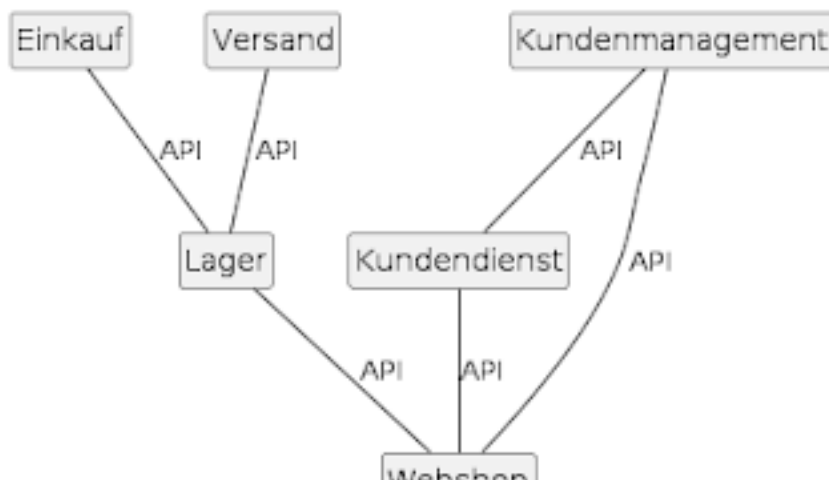 Einkauf
Versand
Kundenmanagement
API
API
API
Lager
Kundendienst
API
API
API
Webshop